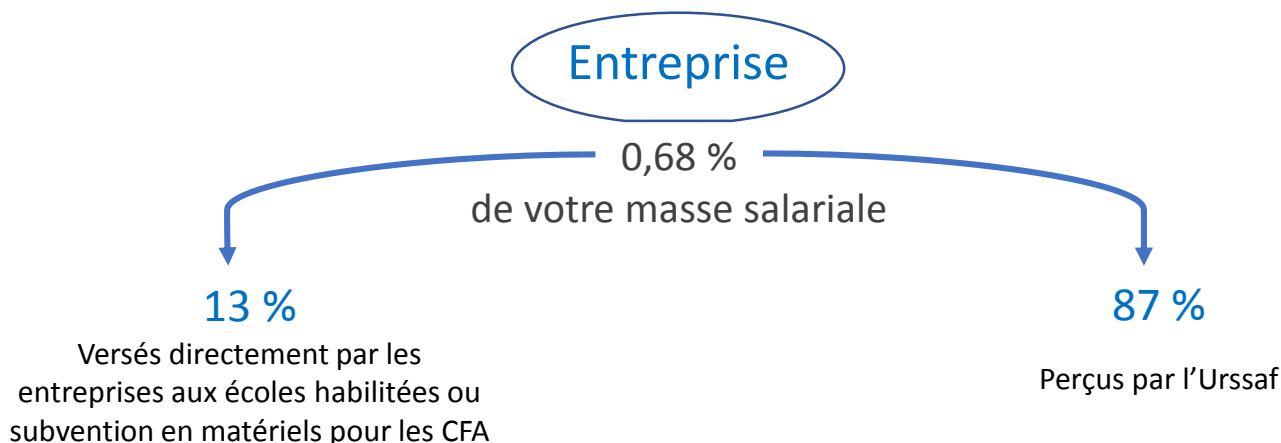 Entreprise
0,68 %
de votre masse salariale
13 %
Versés directement par les
entreprises aux écoles habilitées ou
subvention en matériels pour les CFA
87 %
Perçus par l’Urssaf